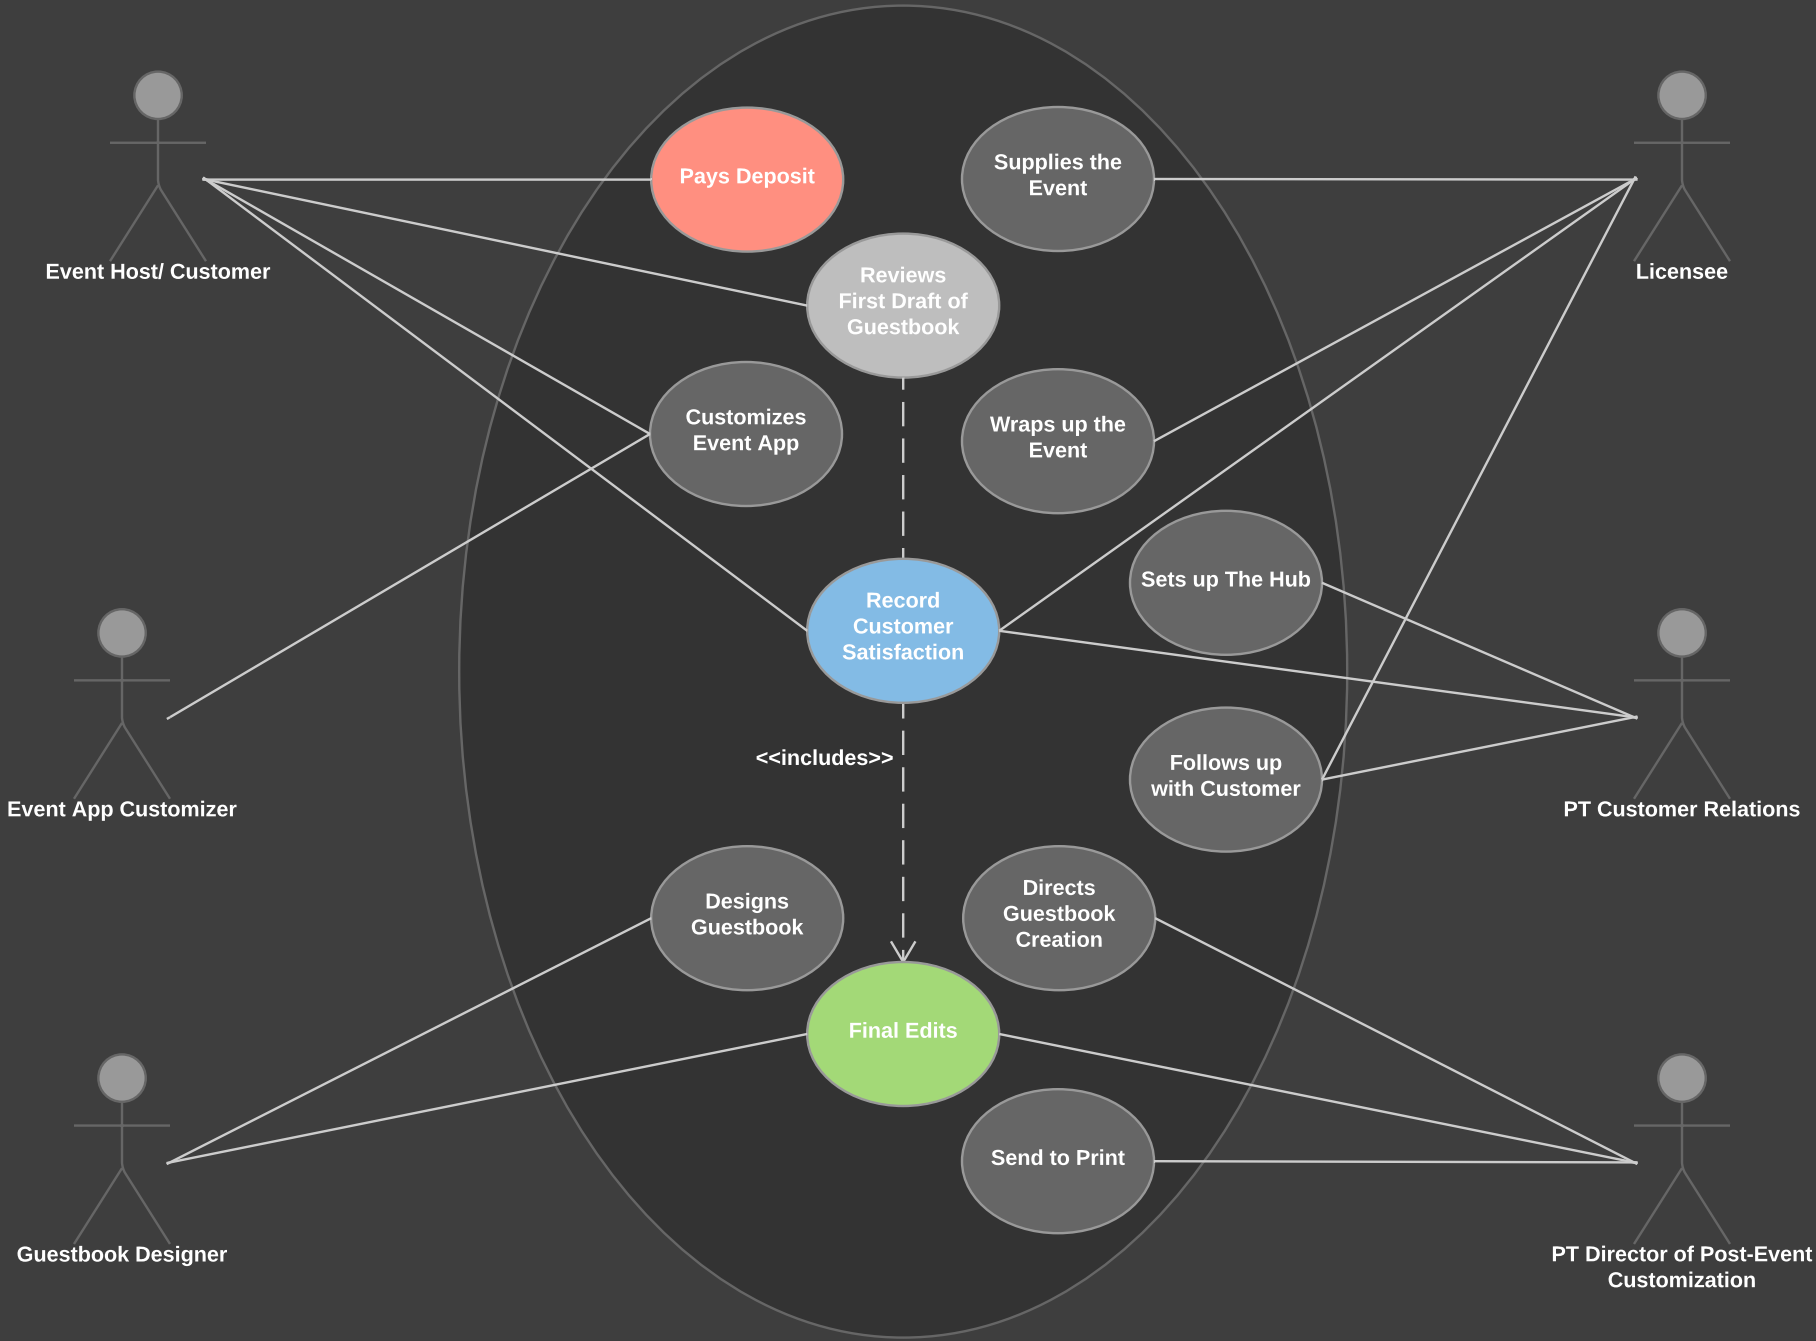 Pays Deposit
Supplies the
Event
Event Host/ Customer
Licensee
Reviews
First Draft of
Guestbook
Customizes
Event App
Wraps up the
Event
Sets up The Hub
Record
Customer
Satisfaction
<<includes>>
Follows up
with Customer
Event App Customizer
PT Customer Relations
Designs
Guestbook
Directs
Guestbook
Creation
Final Edits
Send to Print
Guestbook Designer
PT Director of Post-Event
Customization